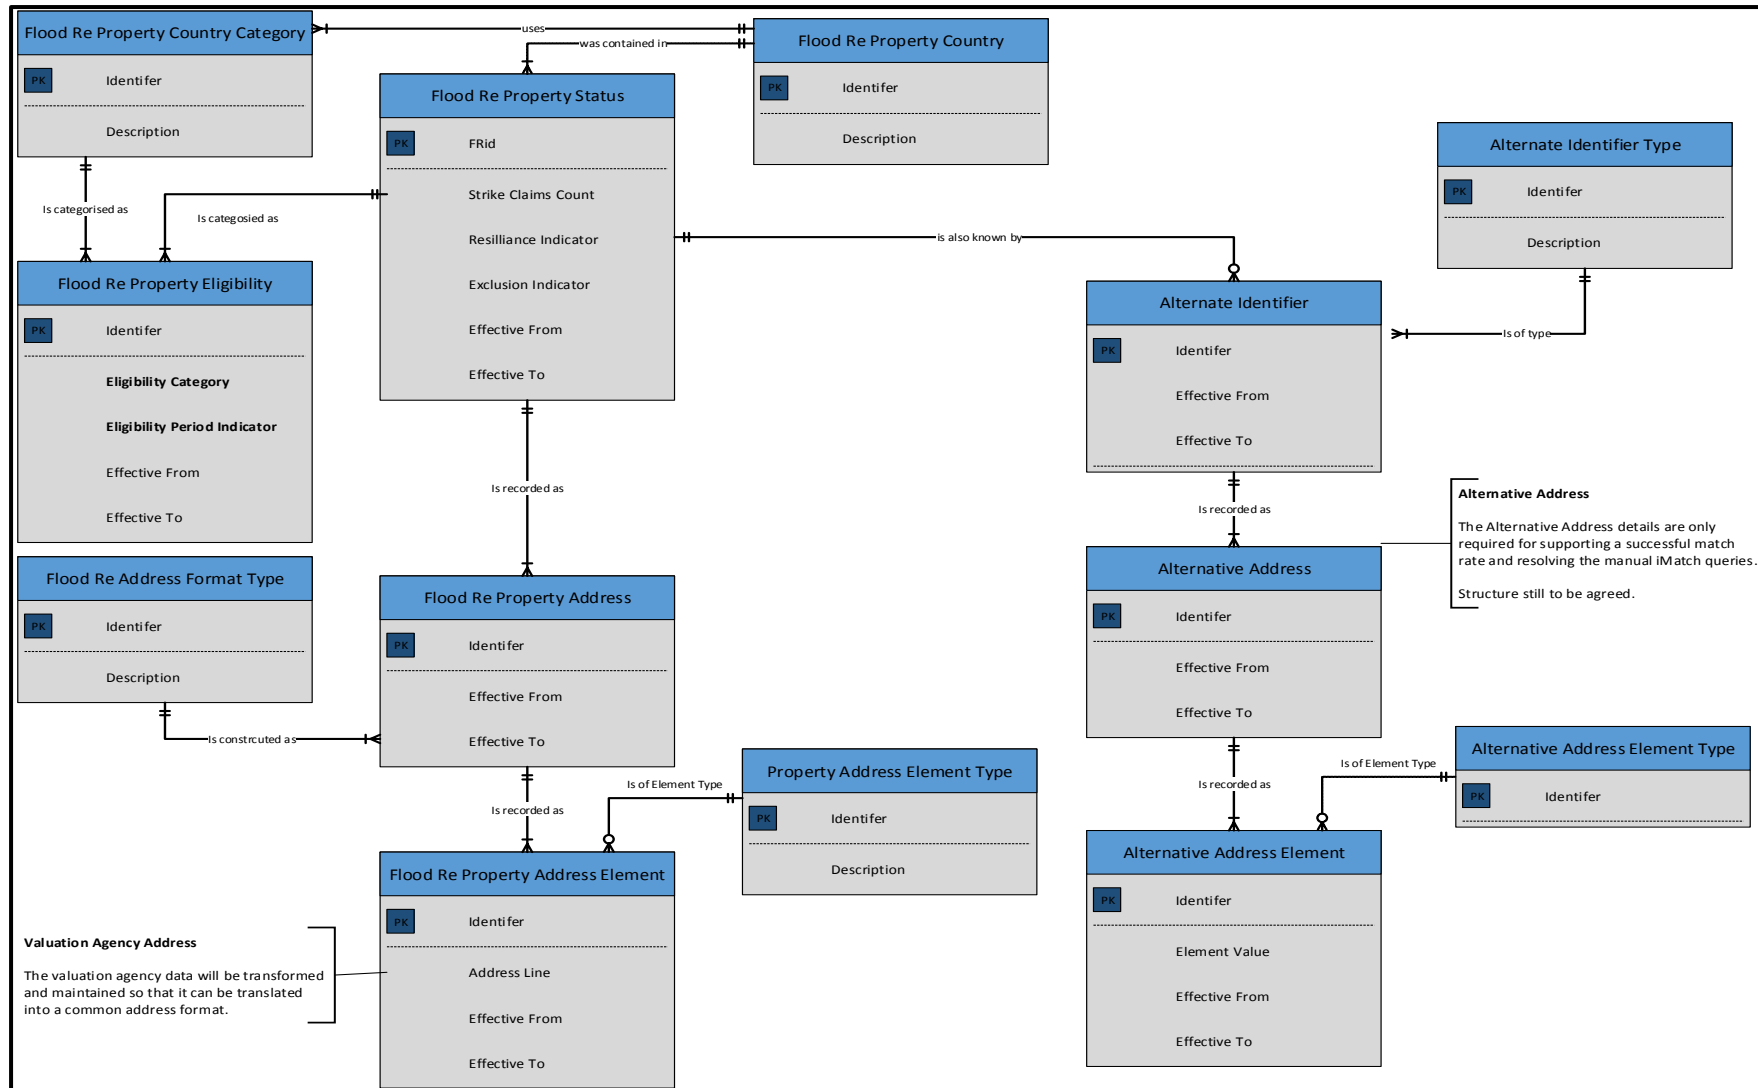 Flood Re Property Country Category
PK
Identifer
Description
uses
was contained in
Flood Re Property Country
PK
Identifer
Description
Flood Re Property Status
PK
FRid
Strike Claims Count
Resilliance Indicator
Exclusion Indicator
Effective From
Effective To
Alternate Identifier Type
PK
Identifer
Description
Is categorised as
Is categosied as
is also known by
Is of type
Flood Re Property Eligibility
PK
Identifer
Eligibility Category
Eligibility Period Indicator
Effective From
Effective To
Alternate Identifier
PK
Identifer
Effective From
Effective To
Is recorded as
Is recorded as
Alternative Address
The Alternative Address details are only
required for supporting a successful match
rate and resolving the manual iMatch queries.
Structure still to be agreed.
Flood Re Address Format Type
PK
Identifer
Description
Is constrcuted as
Flood Re Property Address
PK
Identifer
Effective From
Effective To
Alternative Address
PK
Identifer
Effective From
Effective To
Is recorded as
Is of Element Type
Property Address Element Type
PK
Identifer
Description
Is recorded as
Is of Element Type
Alternative Address Element Type
PK
Identifer
Flood Re Property Address Element
PK
Identifer
Address Line
Effective From
Effective To
Alternative Address Element
PK
Identifer
Element Value
Effective From
Effective To
Valuation Agency Address
The valuation agency data will be transformed
and maintained so that it can be translated
into a common address format.